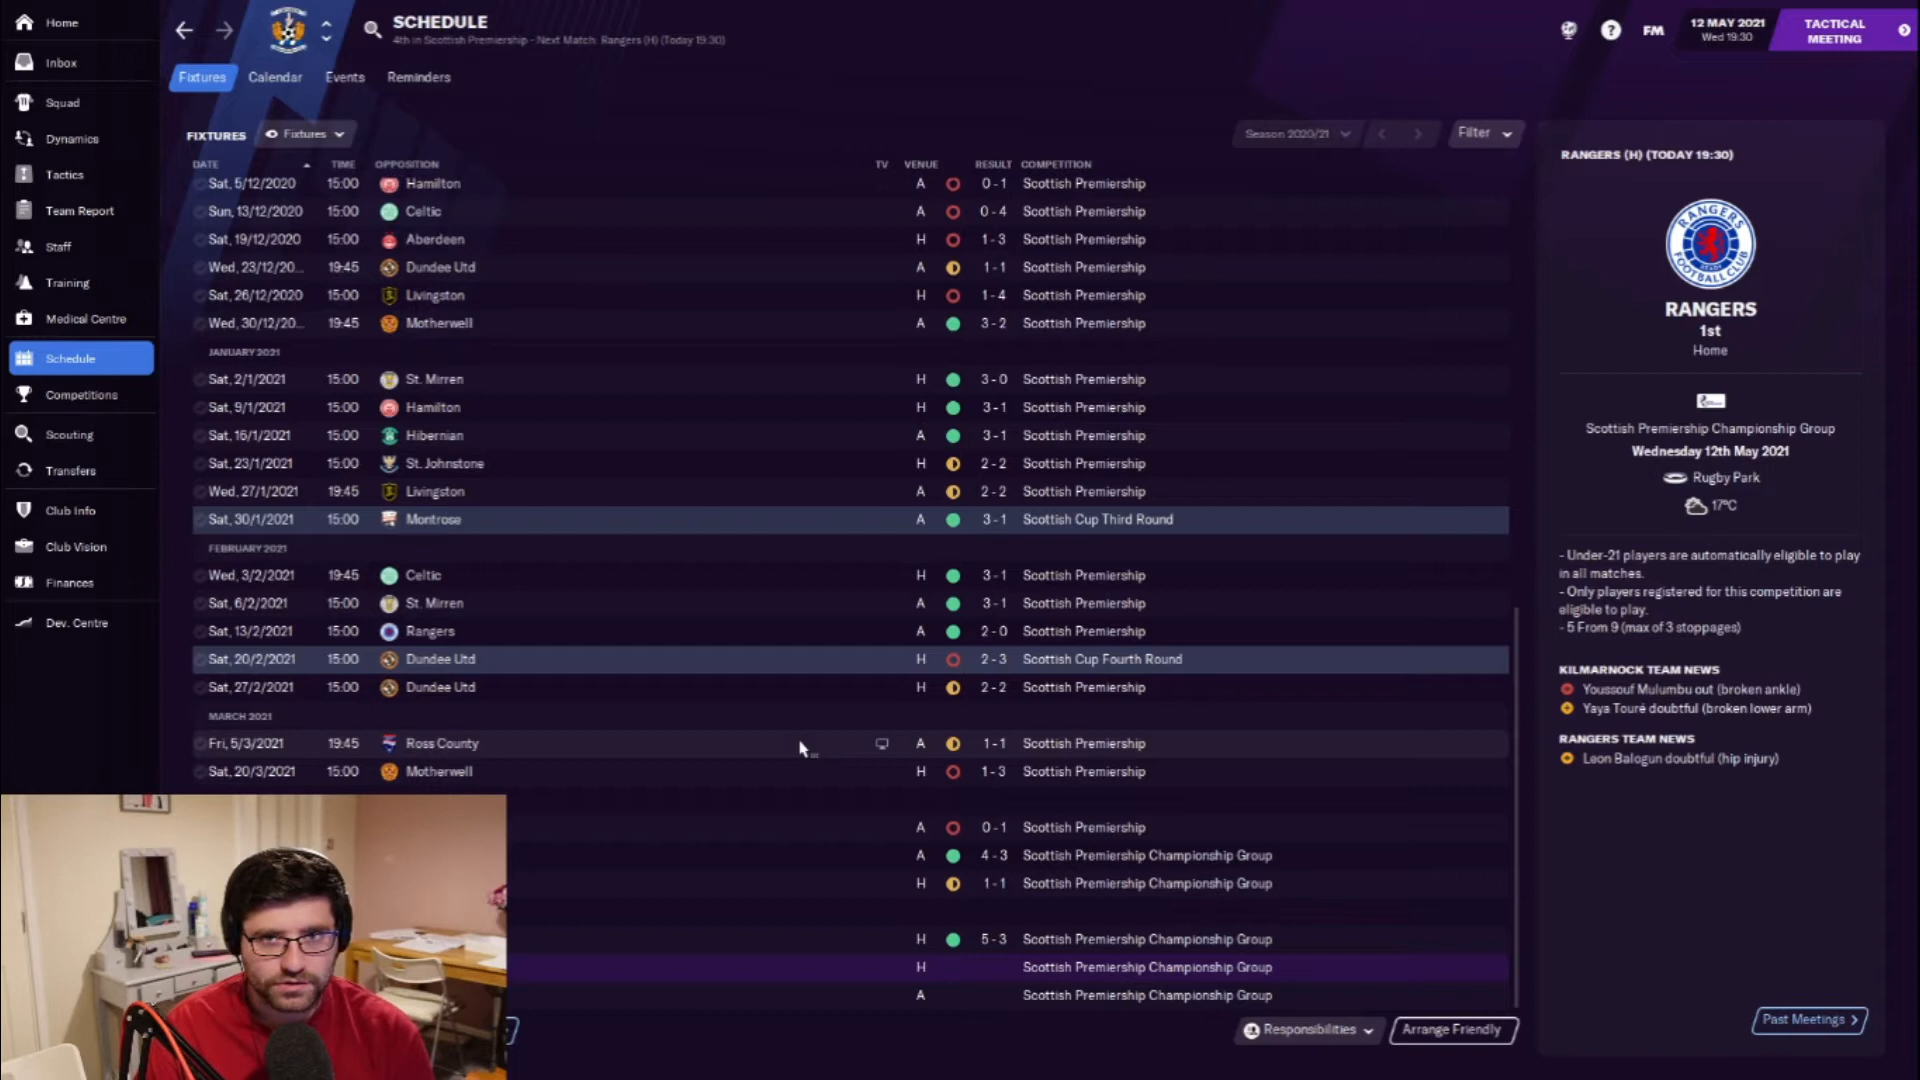 Home
Inbox
Squad
Dynamics
Tactics
Team Report
Staff
Training
Medical Centre
Schedule
Competitions
Scouting
Transfers
Club Info
Club Vision
Finances
Dev. Centre
SCHEDULE
4th in Scottish Premiership - Next Match: Rangers (H) (Today 19:30)
? FM 12 MAY 2021 Wed 19:30
TACTICAL MEETING
Fixtures Calendar Events Reminders
FIXTURES Fixtures Season 2020/21 Filter
DATE TIME OPPOSITION TV VENUE RESULT COMPETITION
Sat, 5/12/2020 15:00 Hamilton A 0 - 1 Scottish Premiership
Sun, 13/12/2020 15:00 Celtic A 0 - 4 Scottish Premiership
Sat, 19/12/2020 15:00 Aberdeen H 1 - 3 Scottish Premiership
Wed, 23/12/20... 19:45 Dundee Utd A 1 - 1 Scottish Premiership
Sat, 26/12/2020 15:00 Livingston H 1 - 4 Scottish Premiership
Wed, 30/12/20... 19:45 Motherwell A 3 - 2 Scottish Premiership
JANUARY 2021
Sat, 2/1/2021 15:00 St. Mirren H 3 - 0 Scottish Premiership
Sat, 9/1/2021 15:00 Hamilton H 3 - 1 Scottish Premiership
Sat, 16/1/2021 15:00 Hibernian A 3 - 1 Scottish Premiership
Sat, 23/1/2021 15:00 St. Johnstone H 2 - 2 Scottish Premiership
Wed, 27/1/2021 19:45 Livingston A 2 - 2 Scottish Premiership
Sat, 30/1/2021 15:00 Montrose A 3 - 1 Scottish Cup Third Round
FEBRUARY 2021
Wed, 3/2/2021 19:45 Celtic H 3 - 1 Scottish Premiership
Sat, 6/2/2021 15:00 St. Mirren A 3 - 1 Scottish Premiership
Sat, 13/2/2021 15:00 Rangers A 2 - 0 Scottish Premiership
Sat, 20/2/2021 15:00 Dundee Utd H 2 - 3 Scottish Cup Fourth Round
Sat, 27/2/2021 15:00 Dundee Utd H 2 - 2 Scottish Premiership
MARCH 2021
Fri, 5/3/2021 19:45 Ross County A 1 - 1 Scottish Premiership
Sat, 20/3/2021 15:00 Motherwell H 1 - 3 Scottish Premiership
A 0 - 1 Scottish Premiership
A 4 - 3 Scottish Premiership Championship Group
H 1 - 1 Scottish Premiership Championship Group
H 5 - 3 Scottish Premiership Championship Group
H Scottish Premiership Championship Group
A Scottish Premiership Championship Group
Responsibilities Arrange Friendly
RANGERS (H) (TODAY 19:30)
RANGERS
FOOTBALL CLUB
READY
RANGERS
1st
Home
Scottish Premiership Championship Group
Wednesday 12th May 2021
Rugby Park
17°C
- Under-21 players are automatically eligible to play
in all matches.
- Only players registered for this competition are
eligible to play.
- 5 From 9 (max of 3 stoppages)
KILMARNOCK TEAM NEWS
Youssouf Mulumbu out (broken ankle)
Yaya Touré doubtful (broken lower arm)
RANGERS TEAM NEWS
Leon Balogun doubtful (hip injury)
Past Meetings